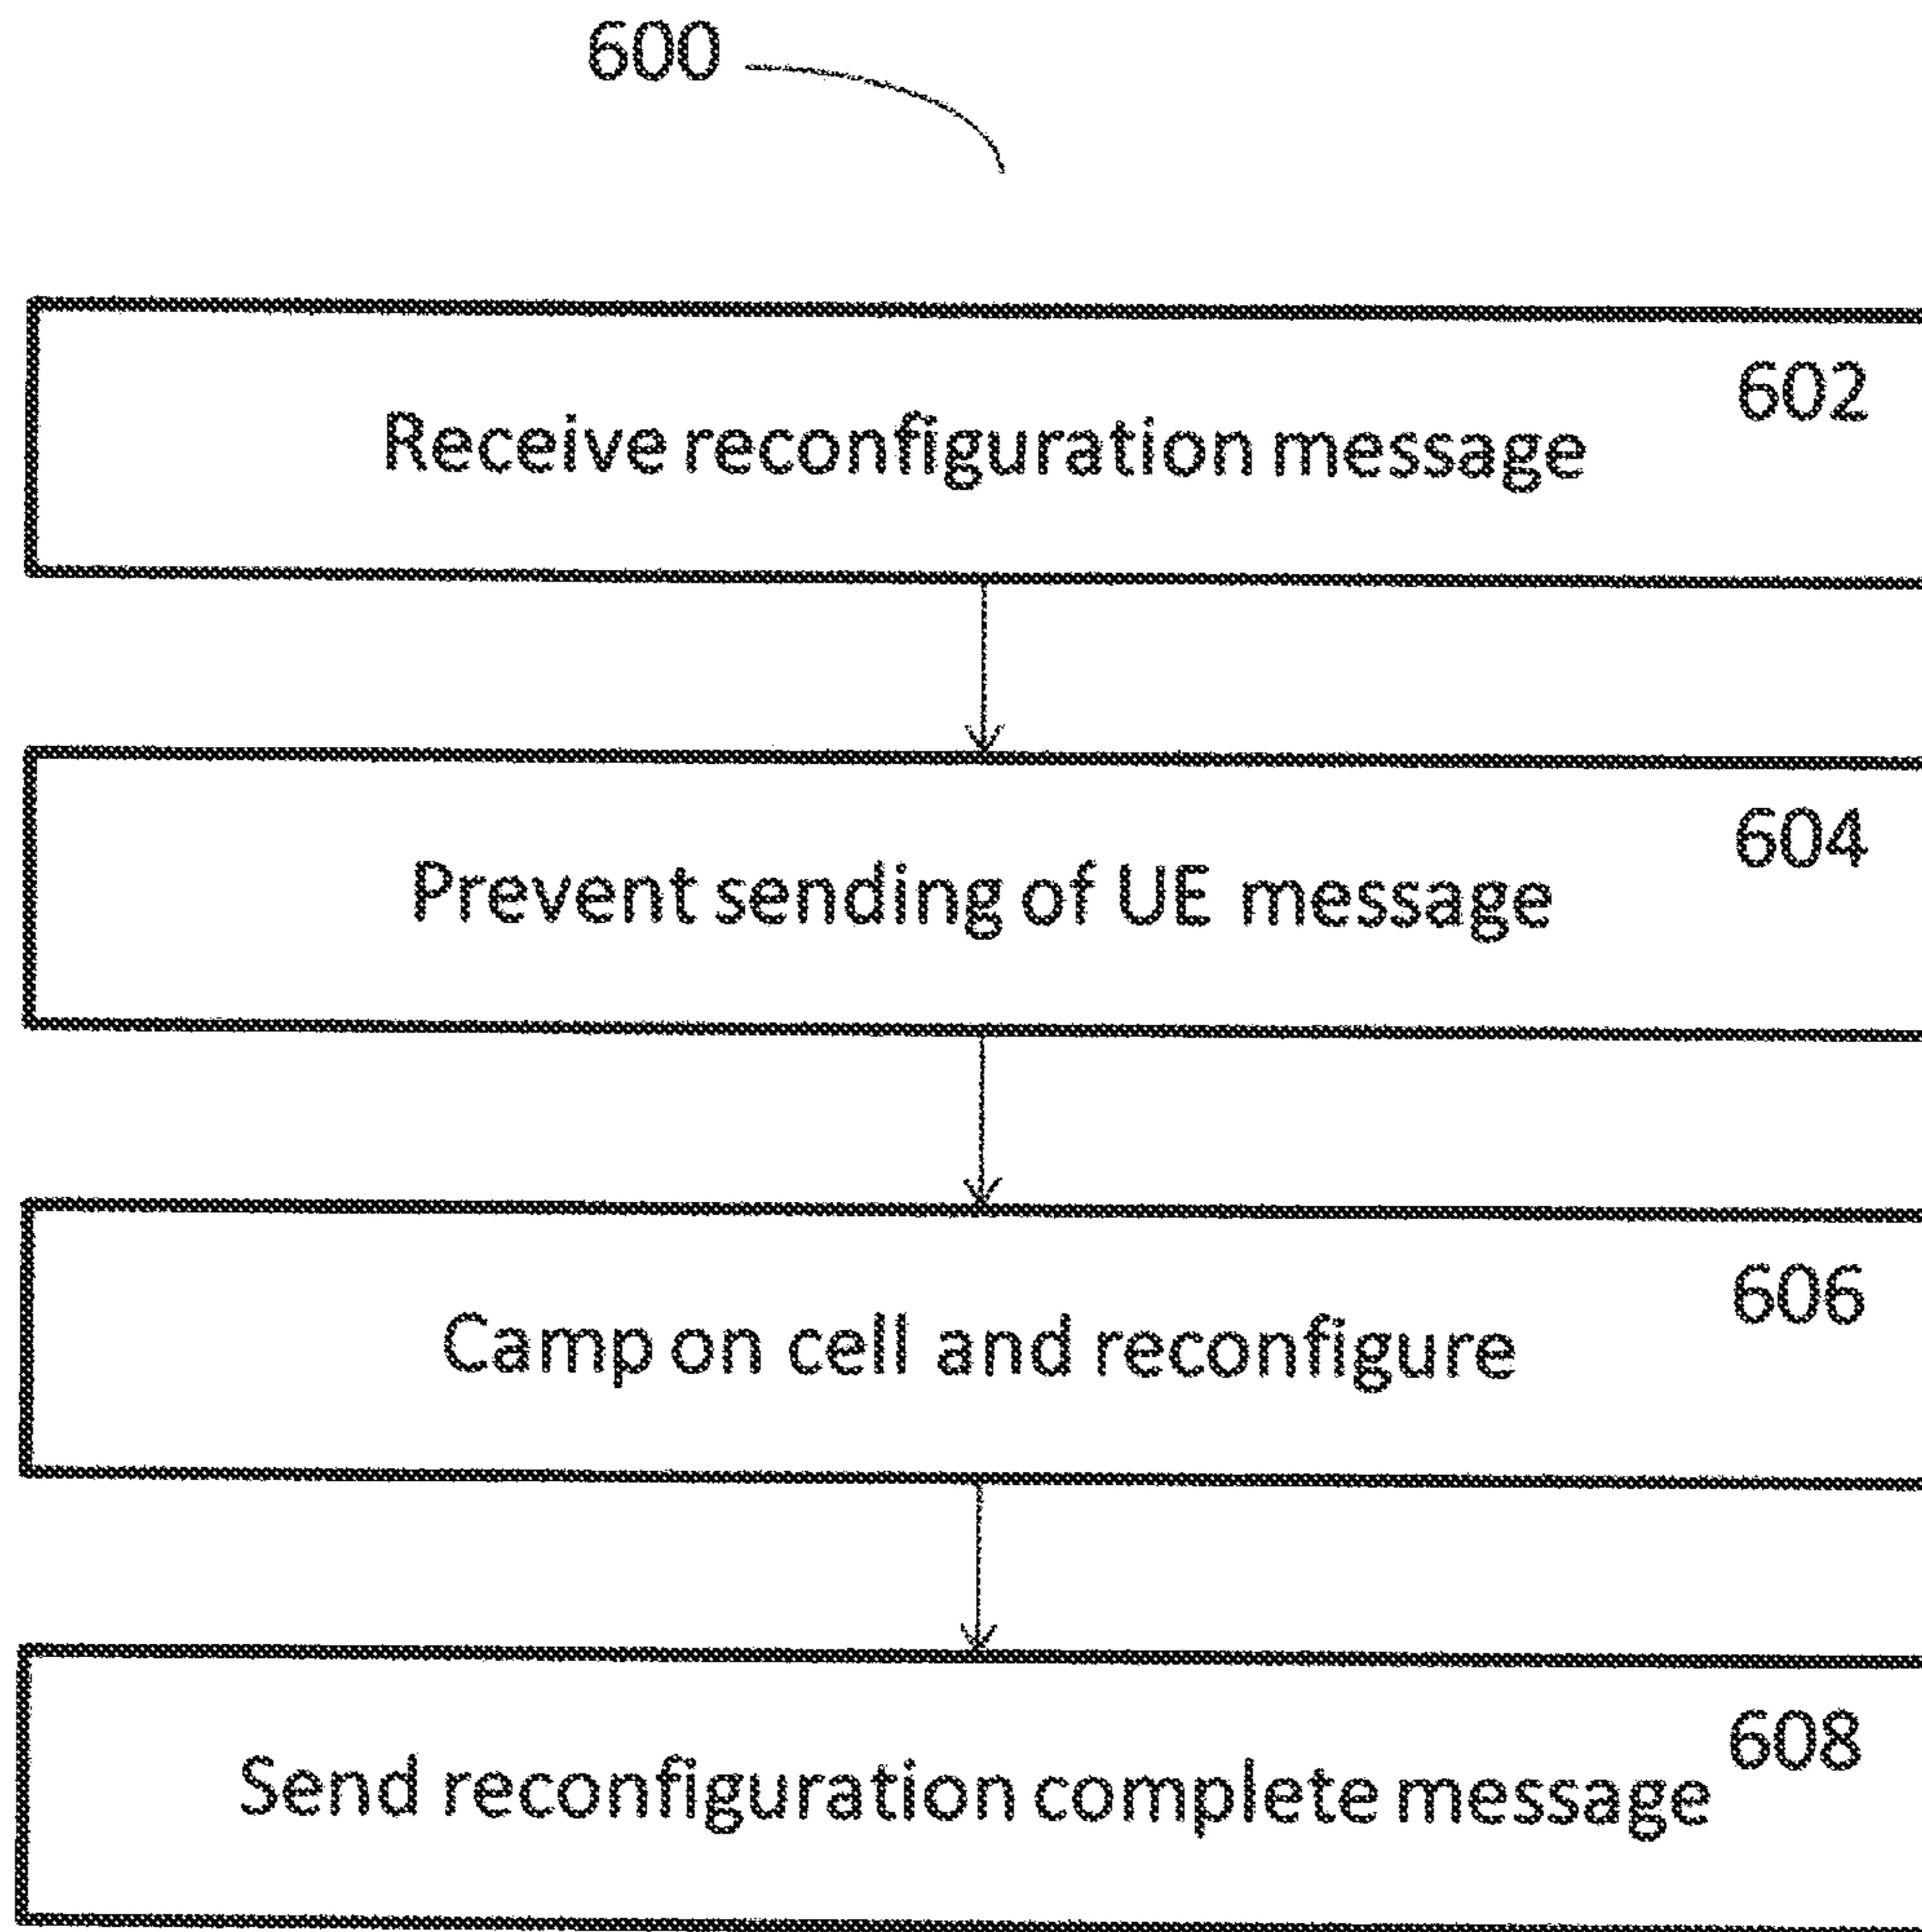 600
602
Receive reconfiguration message
604
Prevent sending of UE message
606
Camp on cell and reconfigure
608
Send reconfiguration complete message